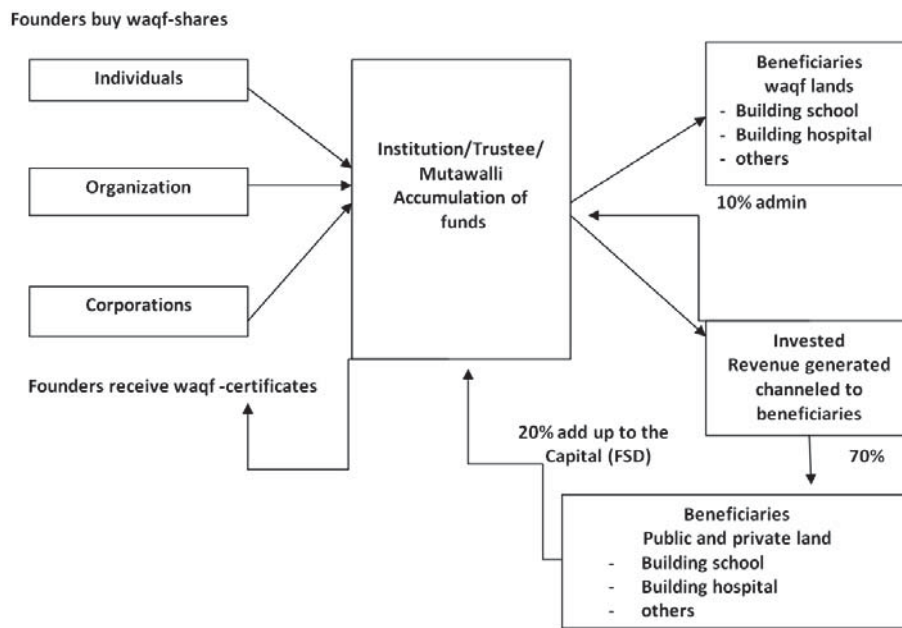 Founders buy waqf-shares
Individuals
Organization
Corporations
Founders receive waqf -certificates
Institution/Trustee/
Mutawalli
Accumulation of
funds
Beneficiaries
waqf lands
- Building school
- Building hospital
- others
10% admin
Invested
Revenue generated
channeled to
beneficiaries
70%
20% add up to the
Capital (FSD)
Beneficiaries
Public and private land
- Building school
- Building hospital
- others